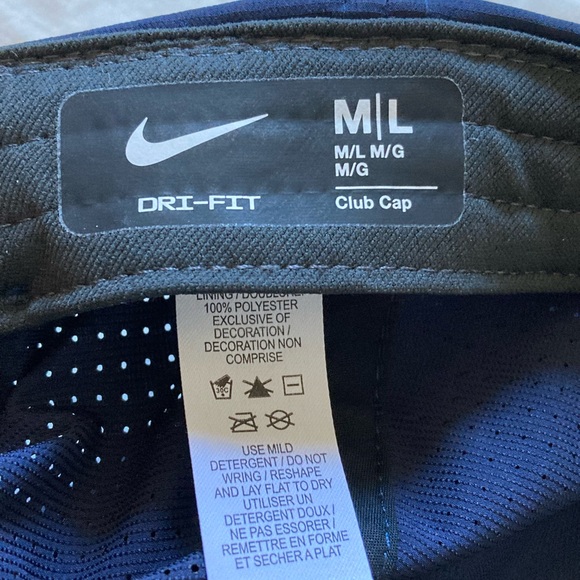 M|L
M/L M/G
M/G
DRI-FIT
Club Cap
LINING / DOUBLURE:
100% POLYESTER
EXCLUSIVE OF
DECORATION /
DECORATION NON
COMPRISE
30C
USE MILD
DETERGENT / DO NOT
WRING / RESHAPE
AND LAY FLAT TO DRY
UTILISER UN
DETERGENT DOUX /
NE PAS ESSORER /
REMETTRE EN FORME
ET SECHER A PLAT